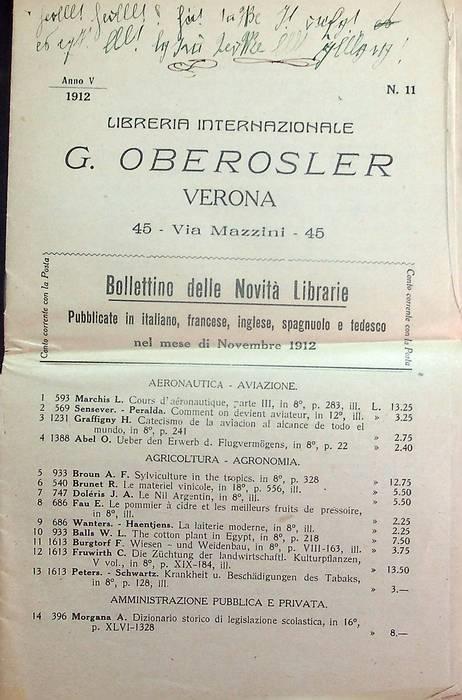 Anno V
1912
N. 11
LIBRERIA INTERNAZIONALE
G. OBEROSLER
VERONA
45 - Via Mazzini - 45
Conto corrente con la Posta
Bollettino delle Novità Librarie
Pubblicate in italiano, francese, inglese, spagnuolo e tedesco
nel mese di Novembre 1912
Conto corrente con la Posta
AERONAUTICA - AVIAZIONE.
1 593 Marchis L. Cours d'aéronautique, parte III, in 8°, p. 283, ill. L. 13.25
2 569 Sensever. - Peralda. Comment on devient aviateur, in 12°, ill. » 3.25
3 1231 Graffigny H. Catecismo de la aviacion al alcance de todo el
mundo, in 8°, p. 241 » 2.75
4 1388 Abel O. Ueber den Erwerb d. Flugvermögens, in 8°, p. 22 » 2.40
AGRICOLTURA - AGRONOMIA.
5 933 Broun A. F. Sylviculture in the tropics. in 8°, p. 328 » 12.75
6 540 Brunet R. Le materiel vinicole, in 18°, p. 556, ill. » 5.50
7 747 Doléris J. A. Le Nil Argentin, in 8°, ill. » 5.50
8 686 Fau E. Le pommier à cidre et les meilleurs fruits de pressoire,
in 8°, ill. » 2.25
9 686 Wanters. - Haentjens. La laiterie moderne, in 8°, ill. » 2.25
10 933 Balls W. L. The cotton plant in Egypt, in 8°, p. 218 » 7.50
11 1613 Burgtorf F. Wiesen - und Weidenbau, in 8°, p. VIII-163, ill. » 3.75
12 1613 Fruwirth C. Die Züchtung der landwirtschaftl. Kulturpflanzen,
V vol., in 8°, p. XIX-184, ill. » 13.50
13 1613 Peters. - Schwartz. Krankheit u. Beschädigungen des Tabaks,
in 8°, p. 128, ill. » 3.—
AMMINISTRAZIONE PUBBLICA E PRIVATA.
14 396 Morgana A. Dizionario storico di legislazione scolastica, in 16°,
p. XLVI-1328 » 8.—